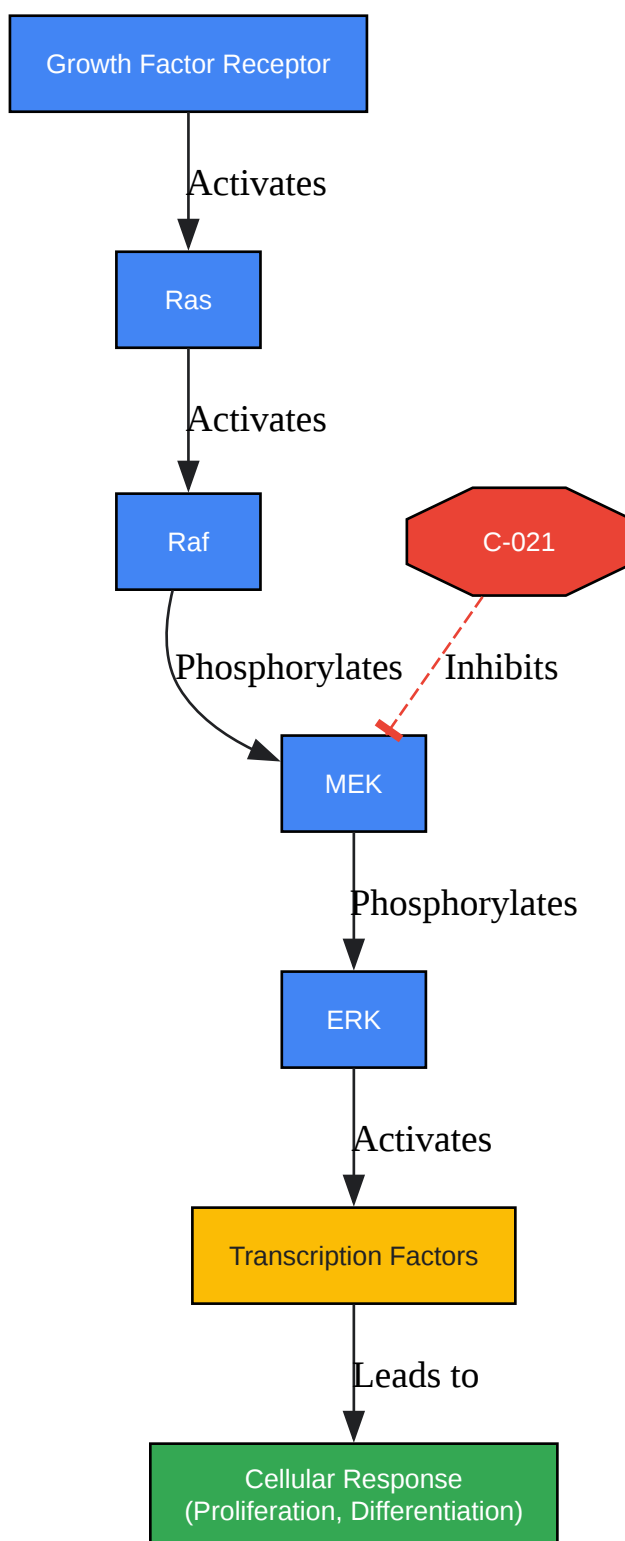 Growth Factor Receptor
Activates
Ras
Activates
Raf
C-021
Phosphorylates
Inhibits
MEK
Phosphorylates
ERK
Activates
Transcription Factors
Leads to
Cellular Response
(Proliferation, Differentiation)